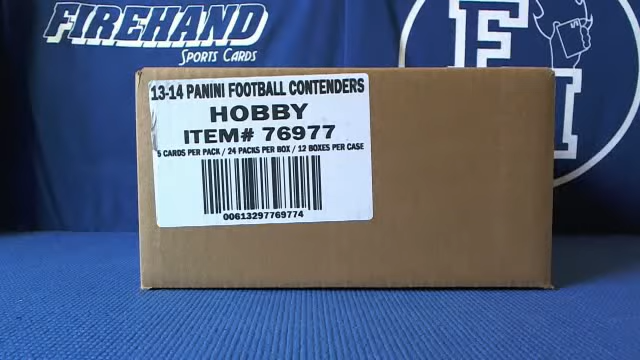 FIREHAND
SPORTS CARDS
F
H
13-14 PANINI FOOTBALL CONTENDERS
HOBBY
ITEM# 76977
5 CARDS PER PACK / 24 PACKS PER BOX / 12 BOXES PER CASE
00613297769774